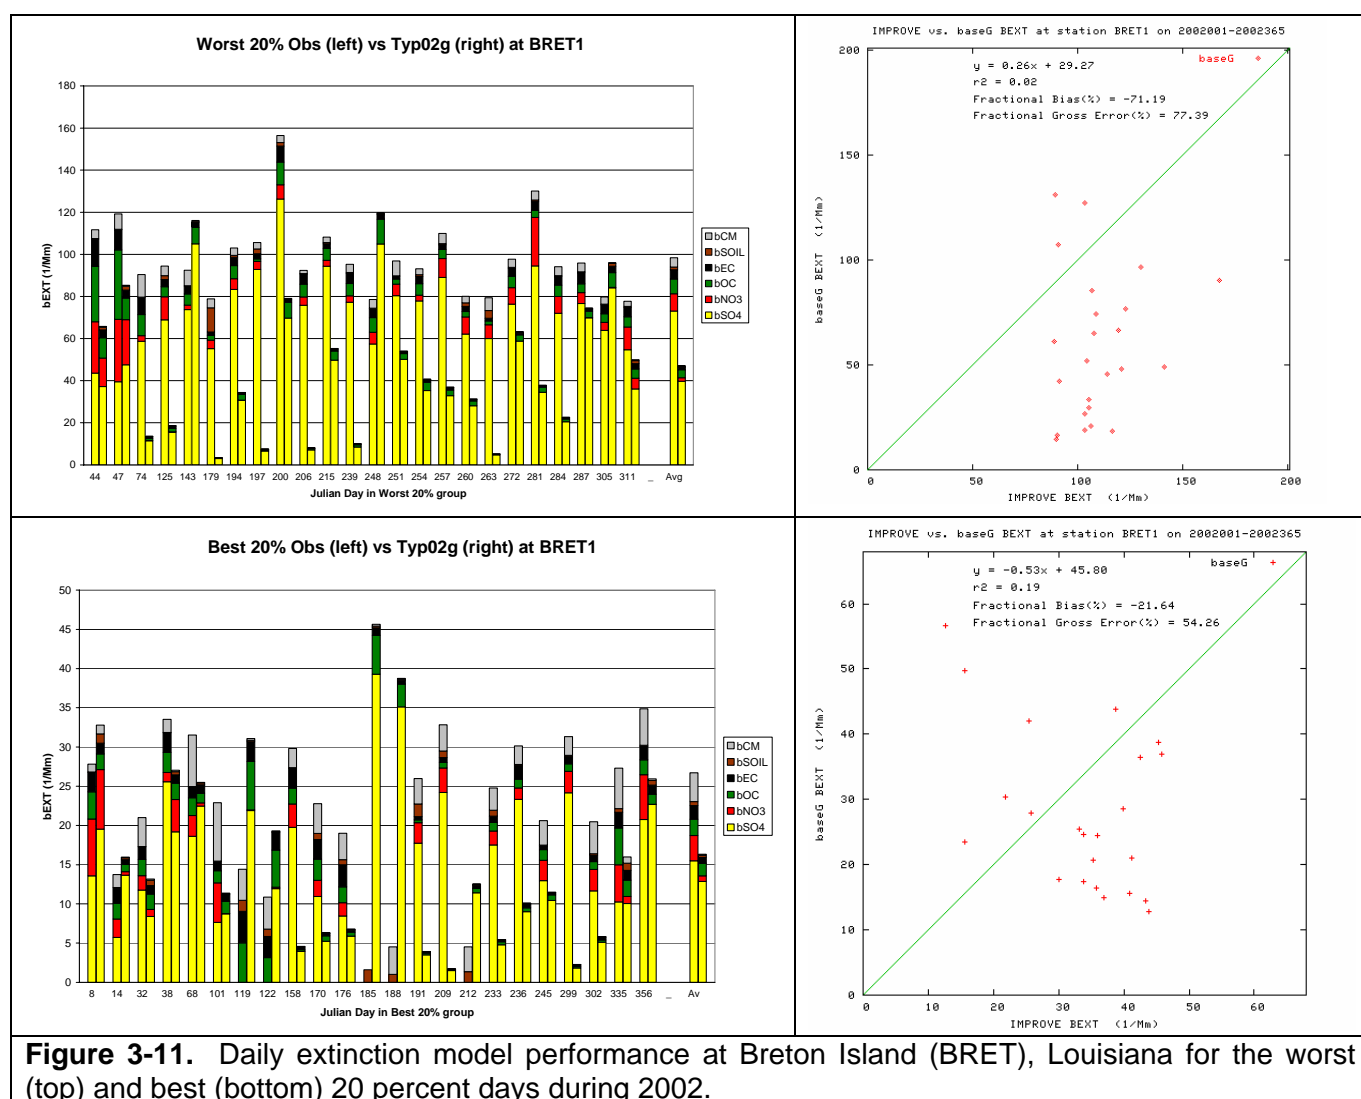 Worst 20% Obs (left) vs Typ02g (right) at BRET1
180
160
140
120
100
80
60
40
20
0
bEXT (1/Mm)
44 47 74 125 143 179 194 197 200 206 215 239 248 251 254 257 260 263 272 281 284 287 305 311 _ Avg
Julian Day in Worst 20% group
bCM
bSOIL
bEC
bOC
bNO3
bSO4
IMPROVE vs. baseG BEXT at station BRET1 on 2002001-2002365
baseG
y = 0.26x + 29.27
r2 = 0.02
Fractional Bias(%) = -71.19
Fractional Gross Error(%) = 77.39
200
150
100
50
0
baseG BEXT (1/Mm)
0 50 100 150 200
IMPROVE BEXT (1/Mm)
Best 20% Obs (left) vs Typ02g (right) at BRET1
50
45
40
35
30
25
20
15
10
5
0
bEXT (1/Mm)
8 14 32 38 68 101 119 122 158 170 176 185 188 191 209 212 233 236 245 299 302 335 356 _ Av
Julian Day in Best 20% group
bCM
bSOIL
bEC
bOC
bNO3
bSO4
IMPROVE vs. baseG BEXT at station BRET1 on 2002001-2002365
baseG
y = -0.53x + 45.80
r2 = 0.19
Fractional Bias(%) = -21.64
Fractional Gross Error(%) = 54.26
60
50
40
30
20
10
0
baseG BEXT (1/Mm)
0 10 20 30 40 50 60
IMPROVE BEXT (1/Mm)
Figure 3-11. Daily extinction model performance at Breton Island (BRET), Louisiana for the worst
(top) and best (bottom) 20 percent days during 2002.